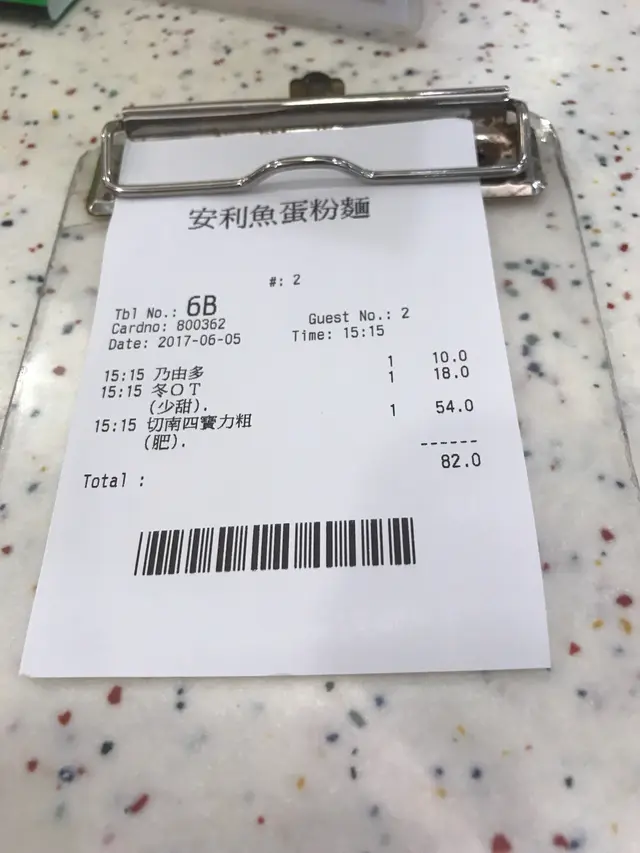 安利魚蛋粉麵
#: 2
Tbl No.: 6B Guest No.: 2
Cardno: 800362 Time: 15:15
Date: 2017-06-05
15:15 乃由多 1 10.0
15:15 冬OT 1 18.0
(少甜).
15:15 切南四寶力粗 1 54.0
(肥).
------
Total : 82.0